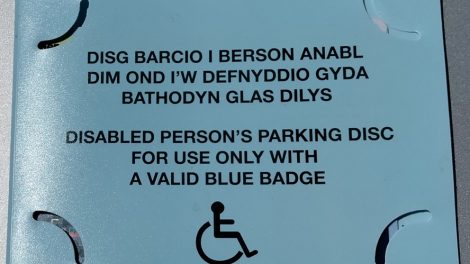 DISG BARCIO I BERSON ANABL
DIM OND I'W DEFNYDDIO GYDA
BATHODYN GLAS DILYS
DISABLED PERSON'S PARKING DISC
FOR USE ONLY WITH
A VALID BLUE BADGE